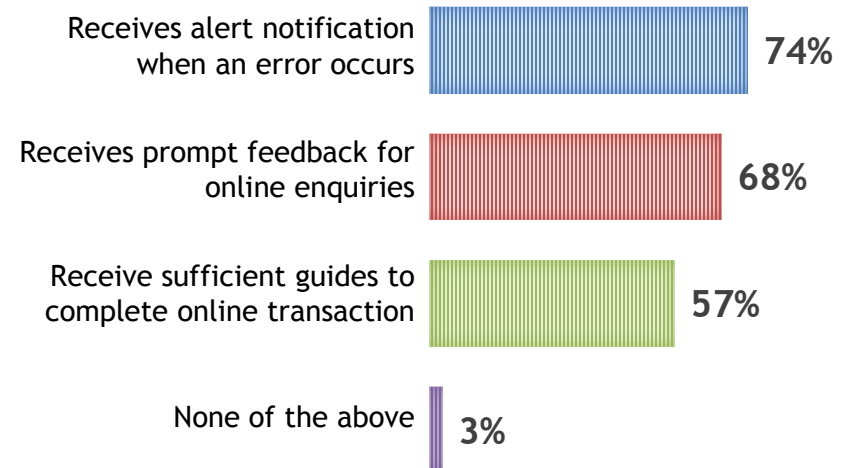 Receives alert notification
when an error occurs
74%
Receives prompt feedback for
online enquiries
68%
Receive sufficient guides to
complete online transaction
57%
None of the above
3%